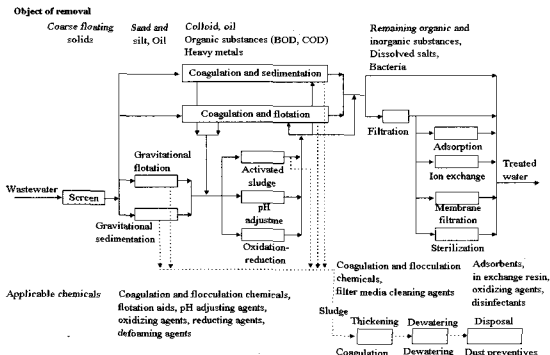 Object of removal
Coarse floating solids
Sand and silt, Oil
Colloid, oil
Organic substances (BOD, COD)
Heavy metals
Remaining organic and
inorganic substances,
Dissolved salts,
Bacteria
Coagulation and sedimentation
Coagulation and flotation
Filtration
Adsorption
Ion exchange
Membrane
filtration
Sterilization
Treated
water
Gravitational
flotation
Wastewater
Screen
Gravitational
sedimentation
Activated
sludge
pH
adjustme
Oxidation-
reduction
Applicable chemicals
Coagulation and flocculation chemicals,
flotation aids, pH adjusting agents,
oxidizing agents, reducting agents,
defoaming agents
Coagulation and flocculation
chemicals,
filter media cleaning agents
Adsorbents,
in exchange resin,
oxidizing agents,
disinfectants
Sludge
Thickening
Dewatering
Disposal
Coagulation
Dewatering
Dust preventives